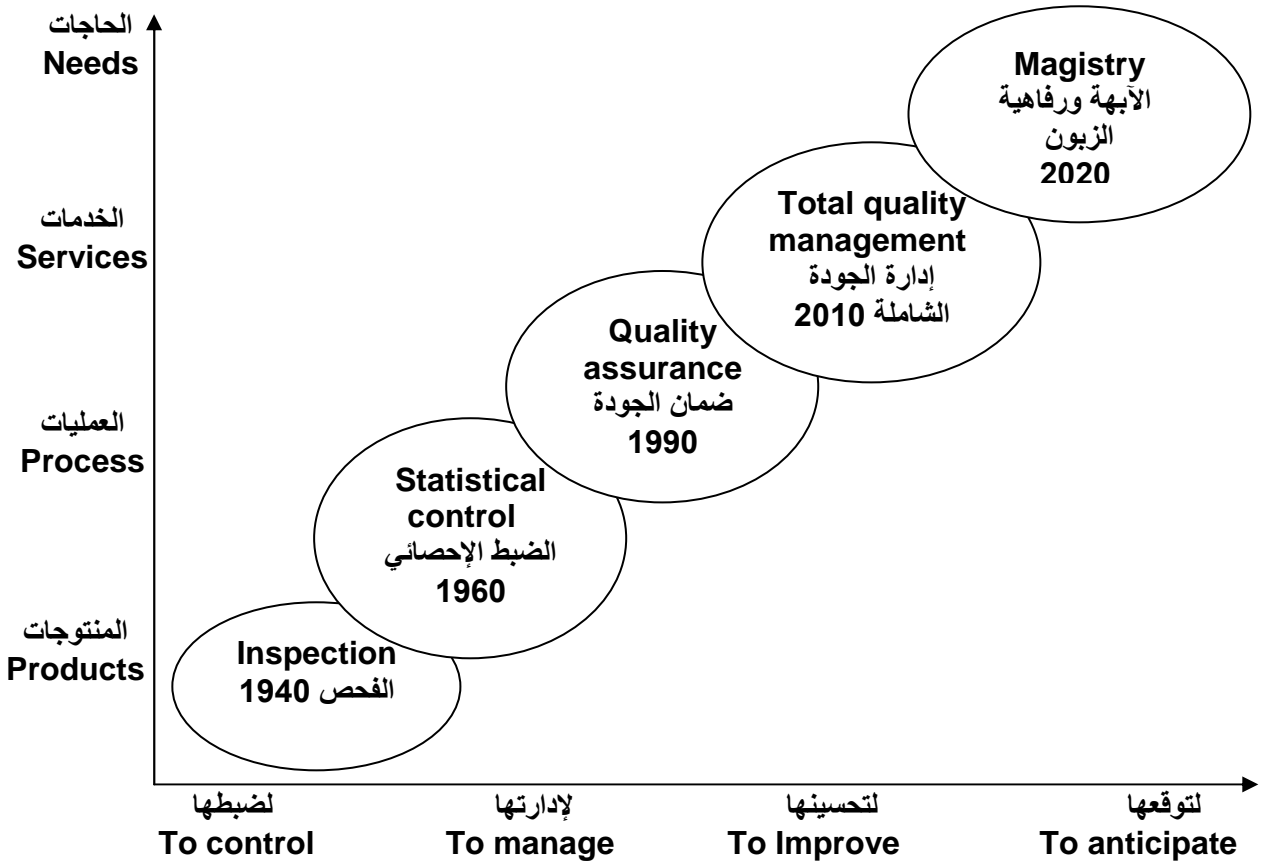 الحاجات
Needs
Magistry
الآبهة ورفاهية
الزبون
2020
الخدمات
Services
Total quality
management
إدارة الجودة
الشاملة 2010
Quality
assurance
ضمان الجودة
1990
العمليات
Process
Statistical
control
الضبط الإحصائي
1960
المنتوجات
Products
Inspection
الفحص 1940
لضبطها
To control
لإدارتها
To manage
لتحسينها
To Improve
لتوقعها
To anticipate